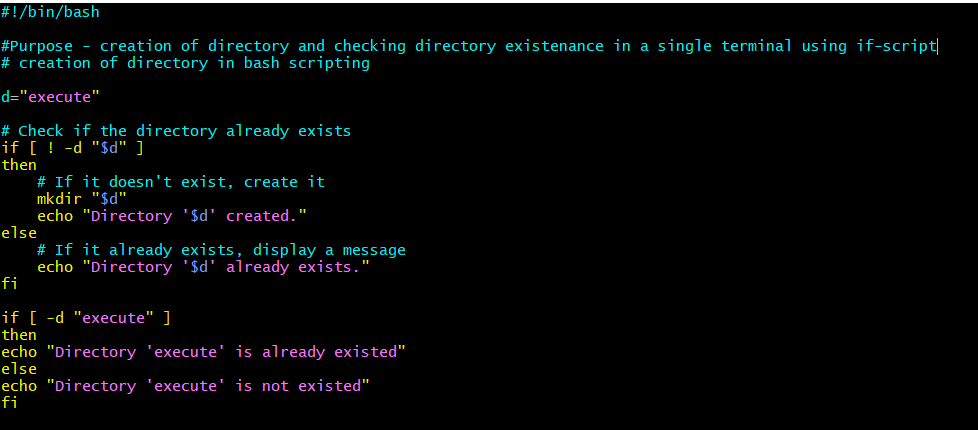 #!/bin/bash
#Purpose - creation of directory and checking directory existenance in a single terminal using if-script
# creation of directory in bash scripting
d="execute"
# Check if the directory already exists
if [ ! -d "$d" ]
then
    # If it doesn't exist, create it
    mkdir "$d"
    echo "Directory '$d' created."
else
    # If it already exists, display a message
    echo "Directory '$d' already exists."
fi
if [ -d "execute" ]
then
echo "Directory 'execute' is already existed"
else
echo "Directory 'execute' is not existed"
fi